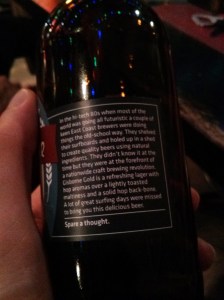 In the hi-tech 80s when most of the
world was going all futuristic a couple of
keen East Coast brewers were doing
things the old-school way. They shelved
their surfboards and holed up in a shed
to create quality beers using natural
ingredients. They didn't know it at the
time but they were at the forefront of
a nationwide craft brewing revolution.
Gisborne Gold is a refreshing lager with
hop aromas over a lightly toasted
maltiness and a solid hop back-bone.
A lot of great surfing days were missed
to bring you this delicious beer.
Spare a thought.